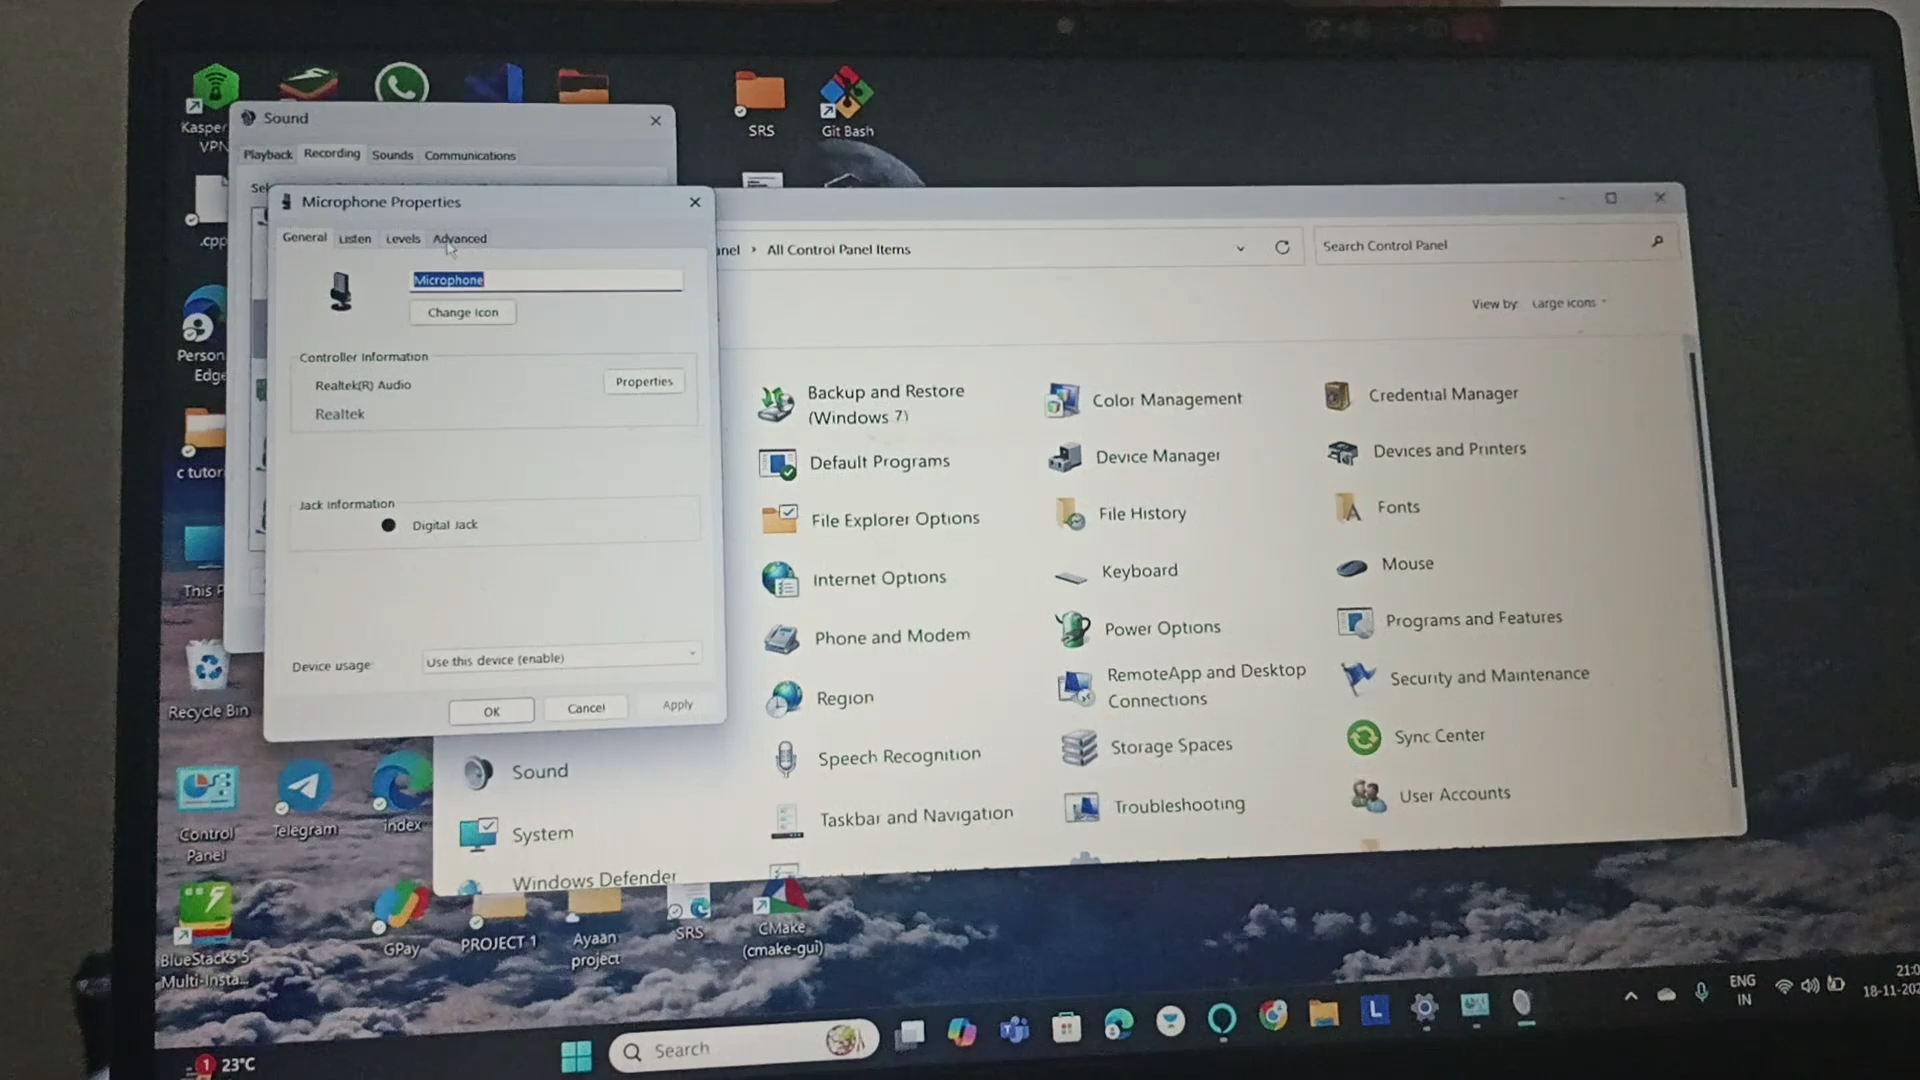 Kasper
VPN
SRS
Git Bash
Sound
Playback
Recording
Sounds
Communications
Sel
Microphone Properties
General
Listen
Levels
Advanced
Microphone
Change Icon
Controller Information
Realtek(R) Audio
Properties
Realtek
Jack Information
Digital Jack
Device usage:
Use this device (enable)
OK
Cancel
Apply
nel > All Control Panel Items
Search Control Panel
View by:
Large icons
Backup and Restore
(Windows 7)
Color Management
Credential Manager
Default Programs
Device Manager
Devices and Printers
File Explorer Options
File History
Fonts
Internet Options
Keyboard
Mouse
Phone and Modem
Power Options
Programs and Features
Region
RemoteApp and Desktop
Connections
Security and Maintenance
Sound
Speech Recognition
Storage Spaces
Sync Center
System
Taskbar and Navigation
Troubleshooting
User Accounts
Windows Defender
.cpp
Person
Edge
c tutor
This P
Recycle Bin
Control
Panel
Telegram
index
BlueStacks 5
Multi-Insta...
GPay
PROJECT 1
Ayaan
project
SRS
CMake
(cmake-gui)
1
23°C
Search
L
ENG
IN
21:0
18-11-202